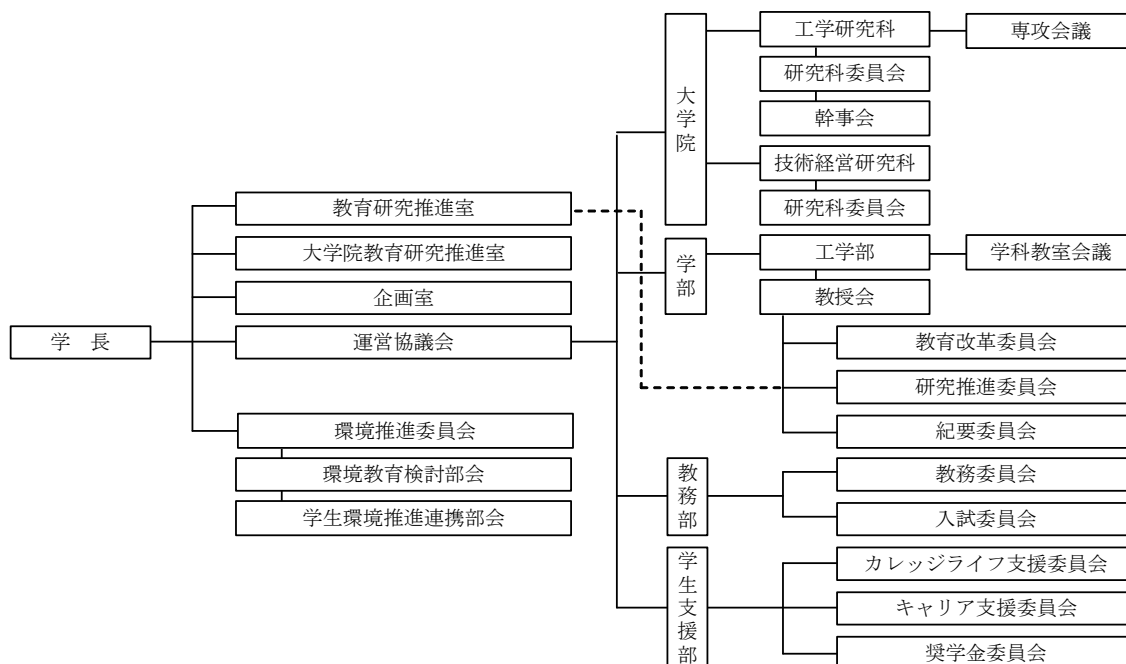 学　長
教育研究推進室
大学院教育研究推進室
企画室
運営協議会
環境推進委員会
環境教育検討部会
学生環境推進連携部会
大学院
工学研究科
専攻会議
研究科委員会
幹事会
技術経営研究科
研究科委員会
学部
工学部
学科教室会議
教授会
教育改革委員会
研究推進委員会
紀要委員会
教務部
教務委員会
入試委員会
学生支援部
カレッジライフ支援委員会
キャリア支援委員会
奨学金委員会